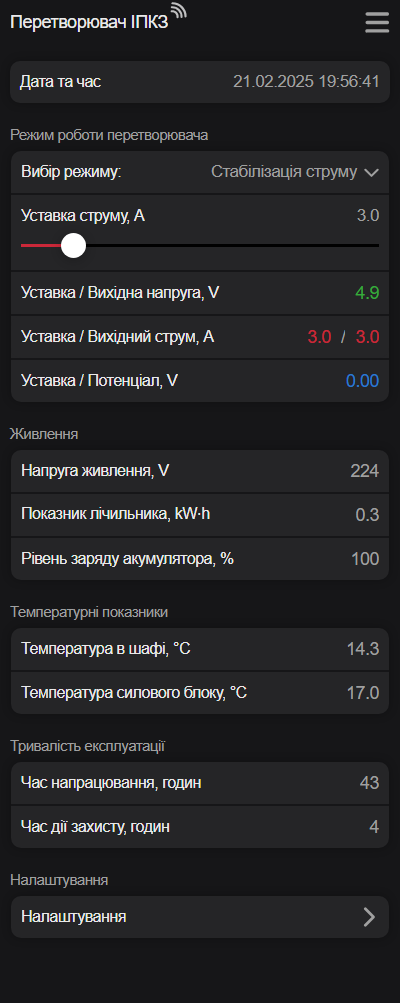 Перетворювач ІПКЗ
Дата та час 21.02.2025 19:56:41
Режим роботи перетворювача
Вибір режиму: Стабілізація струму
Уставка струму, А 3.0
Уставка / Вихідна напруга, V 4.9
Уставка / Вихідний струм, А 3.0 / 3.0
Уставка / Потенціал, V 0.00
Живлення
Напруга живлення, V 224
Показник лічильника, kW·h 0.3
Рівень заряду акумулятора, % 100
Температурні показники
Температура в шафі, °C 14.3
Температура силового блоку, °C 17.0
Тривалість експлуатації
Час напрацювання, годин 43
Час дії захисту, годин 4
Налаштування
Налаштування